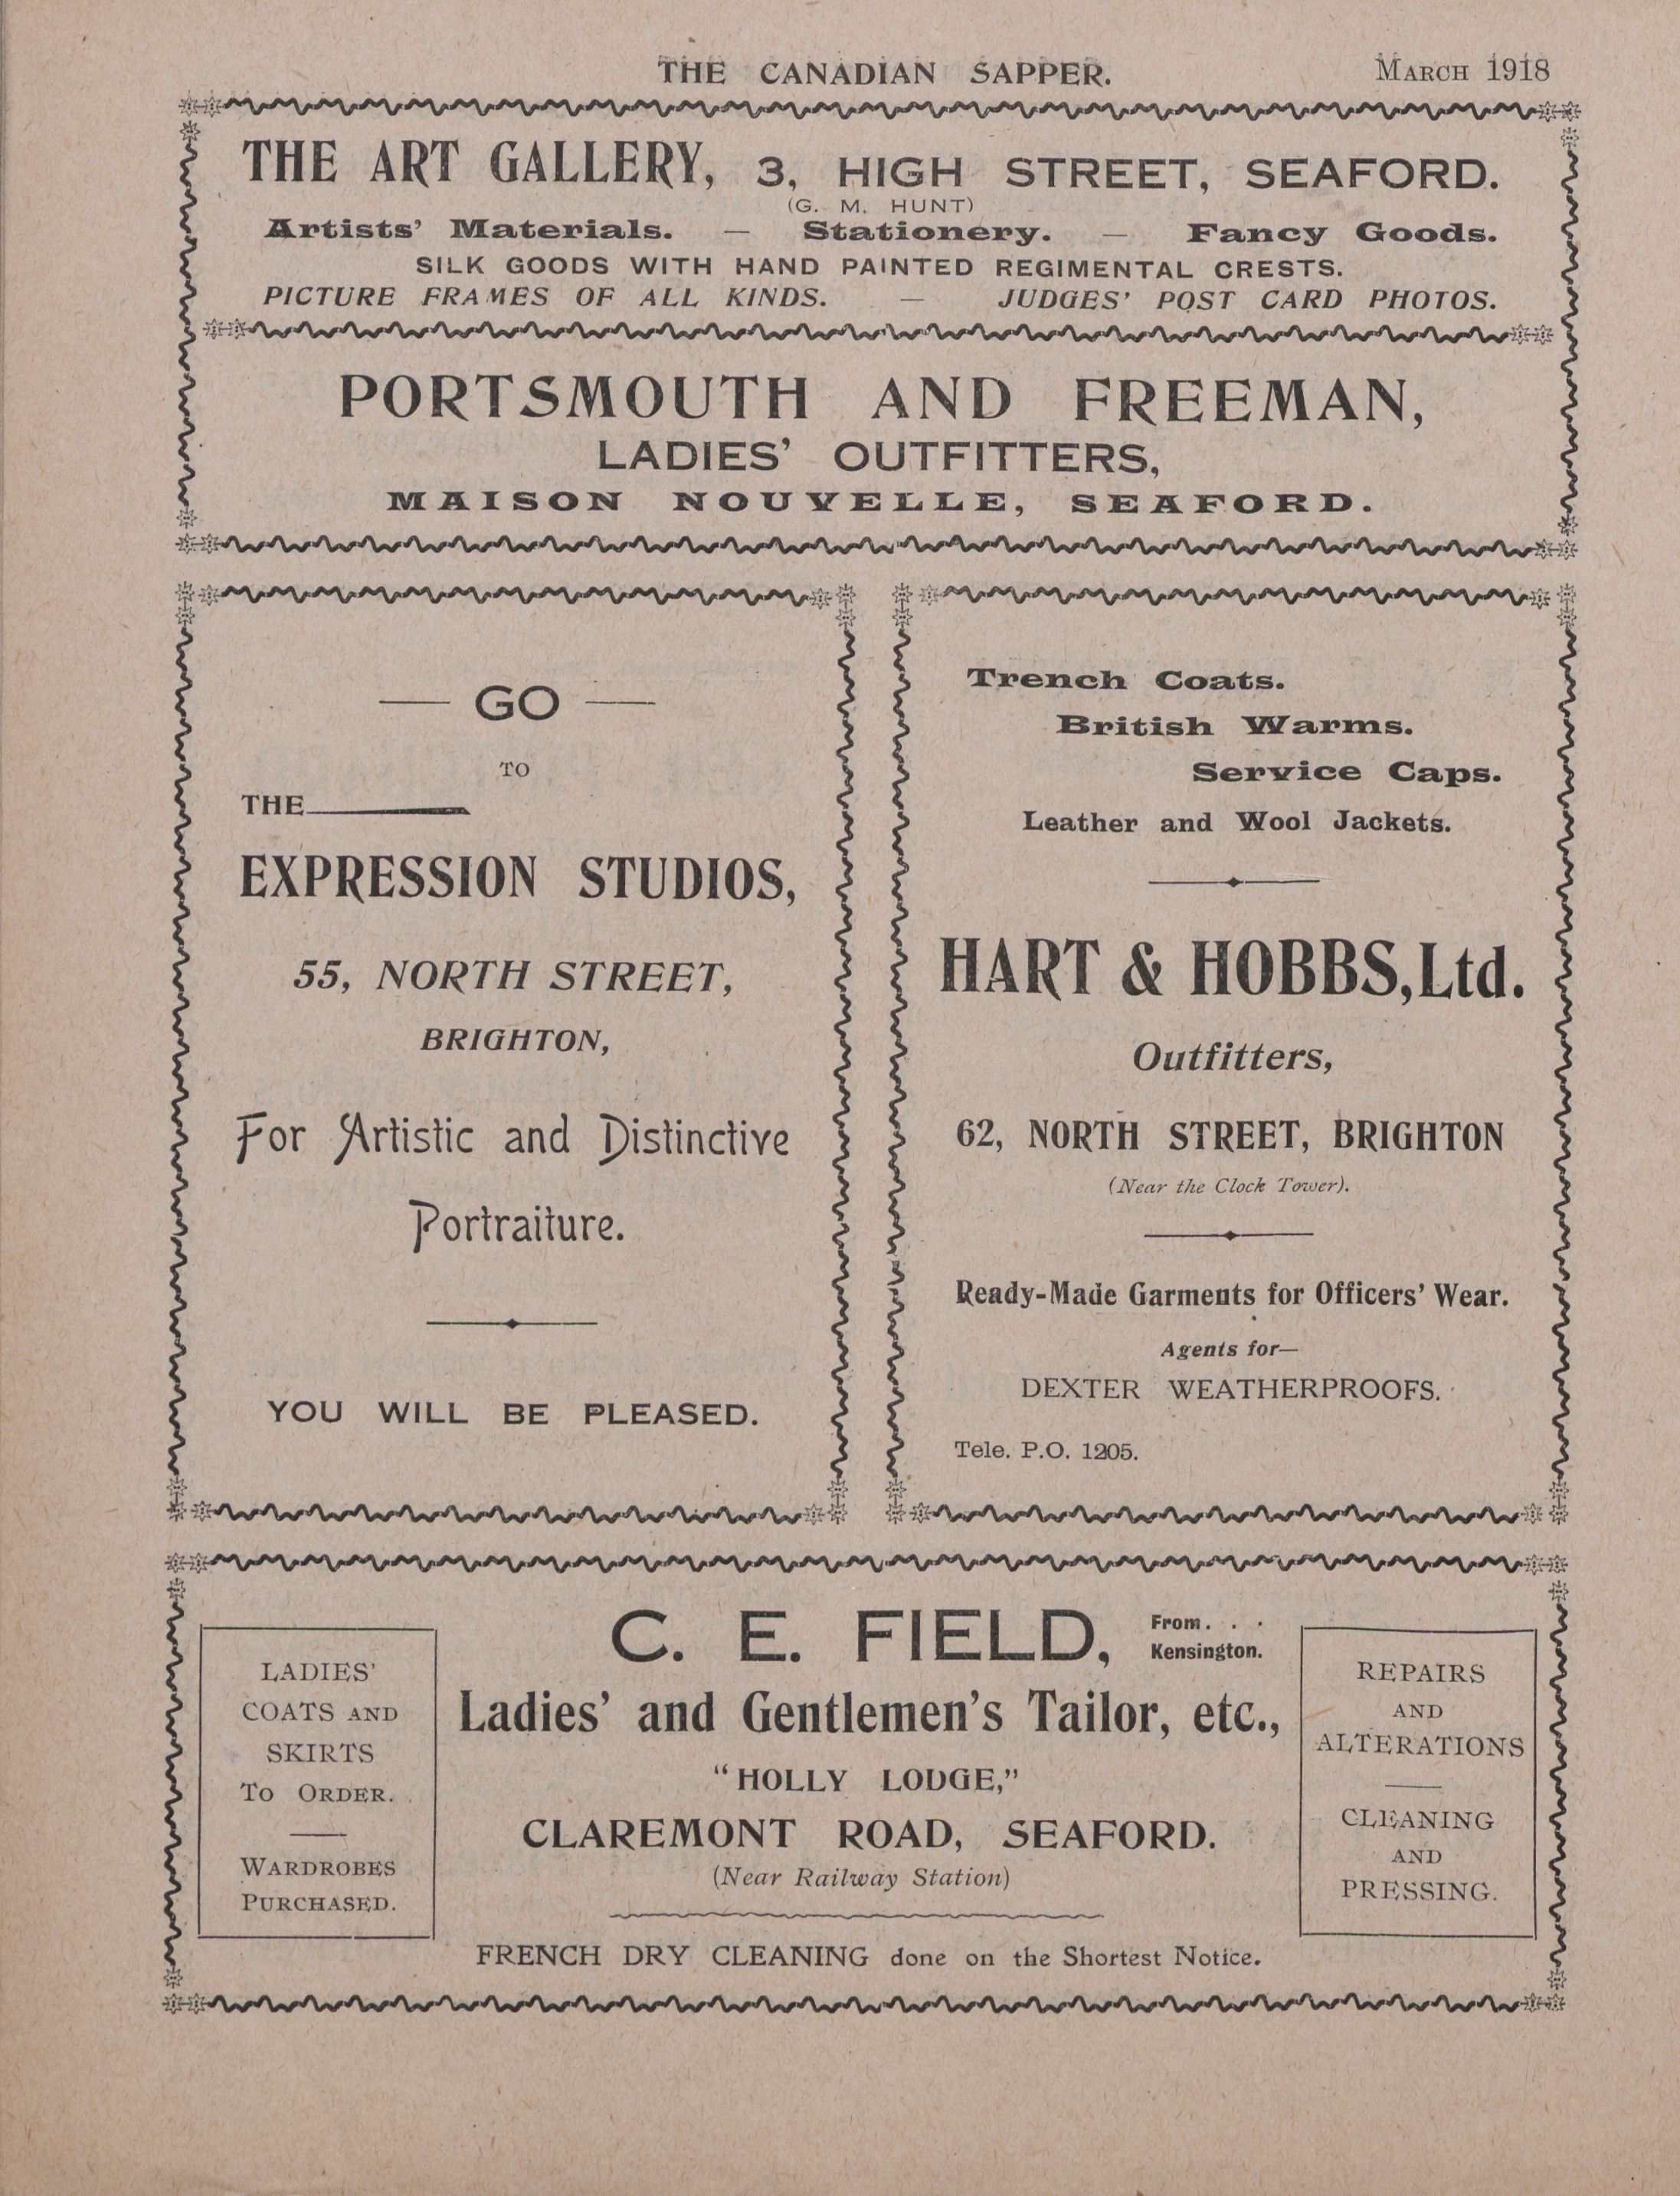 THE CANADIAN SAPPER. MARCH 1918
THE ART GALLERY, 3, HIGH STREET, SEAFORD.
(G. M. HUNT)
Artists' Materials. — Stationery. — Fancy Goods.
SILK GOODS WITH HAND PAINTED REGIMENTAL CRESTS.
PICTURE FRAMES OF ALL KINDS. — JUDGES' POST CARD PHOTOS.
PORTSMOUTH AND FREEMAN,
LADIES' OUTFITTERS,
MAISON NOUVELLE, SEAFORD.
— GO —
TO
THE
EXPRESSION STUDIOS,
55, NORTH STREET,
BRIGHTON,
For Artistic and Distinctive
Portraiture.
YOU WILL BE PLEASED.
Trench Coats.
British Warms.
Service Caps.
Leather and Wool Jackets.
HART & HOBBS, Ltd.
Outfitters,
62, NORTH STREET, BRIGHTON
(Near the Clock Tower).
Ready-Made Garments for Officers' Wear.
Agents for—
DEXTER WEATHERPROOFS.
Tele. P.O. 1205.
LADIES'
COATS AND
SKIRTS
TO ORDER.
WARDROBES
PURCHASED.
C. E. FIELD, From. . .
Kensington.
Ladies' and Gentlemen's Tailor, etc.,
"HOLLY LODGE,"
CLAREMONT ROAD, SEAFORD.
(Near Railway Station)
FRENCH DRY CLEANING done on the Shortest Notice.
REPAIRS
AND
ALTERATIONS
CLEANING
AND
PRESSING.